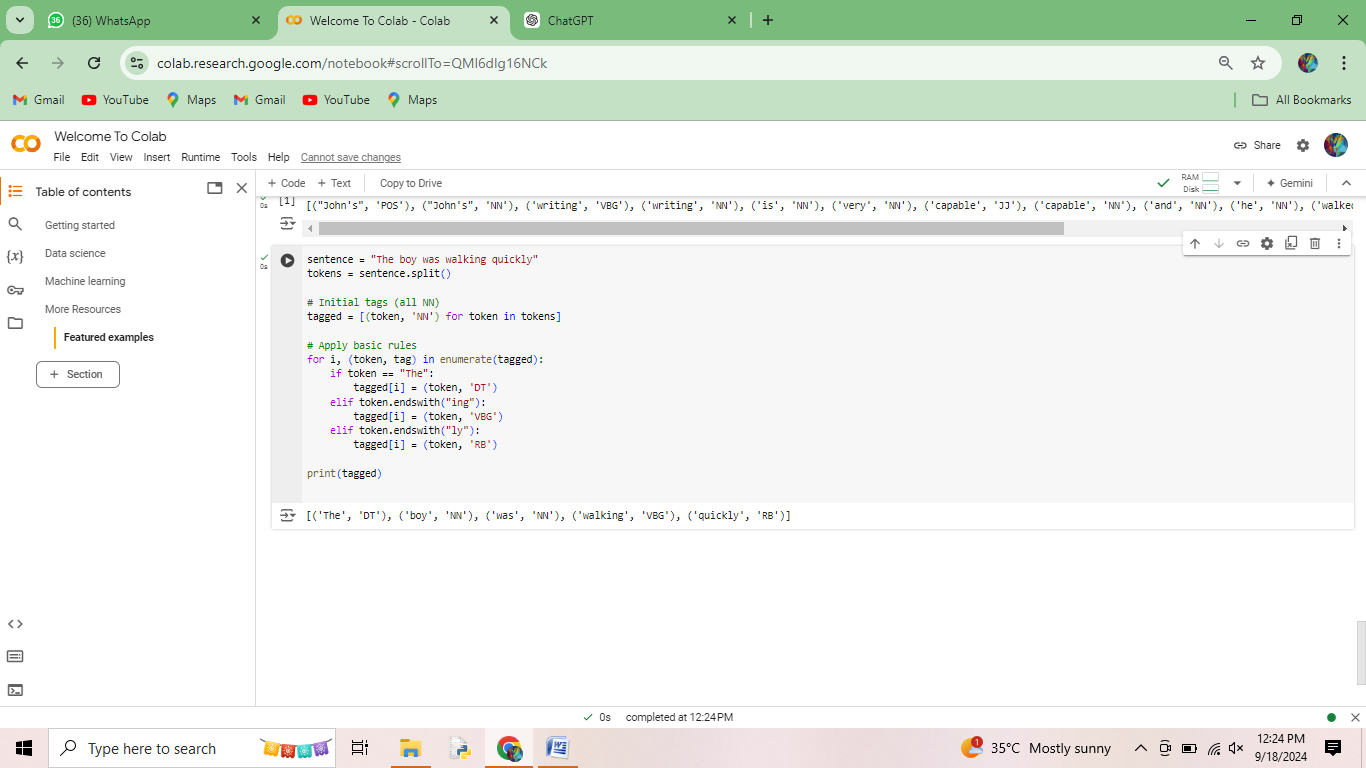 36 (36) WhatsApp
Welcome To Colab - Colab
ChatGPT
colab.research.google.com/notebook#scrollTo=QMl6dIg16NCk
Gmail YouTube Maps Gmail YouTube Maps All Bookmarks
Welcome To Colab
File Edit View Insert Runtime Tools Help Cannot save changes
Share
Table of contents
+ Code + Text Copy to Drive
RAM
Disk
Gemini
Getting started
Data science
Machine learning
More Resources
Featured examples
+ Section
0s
[1]
[("John's", 'POS'), ("John's", 'NN'), ('writing', 'VBG'), ('writing', 'NN'), ('is', 'NN'), ('very', 'NN'), ('capable', 'JJ'), ('capable', 'NN'), ('and', 'NN'), ('he', 'NN'), ('walked
0s
sentence = "The boy was walking quickly"
tokens = sentence.split()
# Initial tags (all NN)
tagged = [(token, 'NN') for token in tokens]
# Apply basic rules
for i, (token, tag) in enumerate(tagged):
    if token == "The":
        tagged[i] = (token, 'DT')
    elif token.endswith("ing"):
        tagged[i] = (token, 'VBG')
    elif token.endswith("ly"):
        tagged[i] = (token, 'RB')
print(tagged)
[('The', 'DT'), ('boy', 'NN'), ('was', 'NN'), ('walking', 'VBG'), ('quickly', 'RB')]
0s completed at 12:24 PM
Type here to search
1
35°C Mostly sunny
12:24 PM
9/18/2024